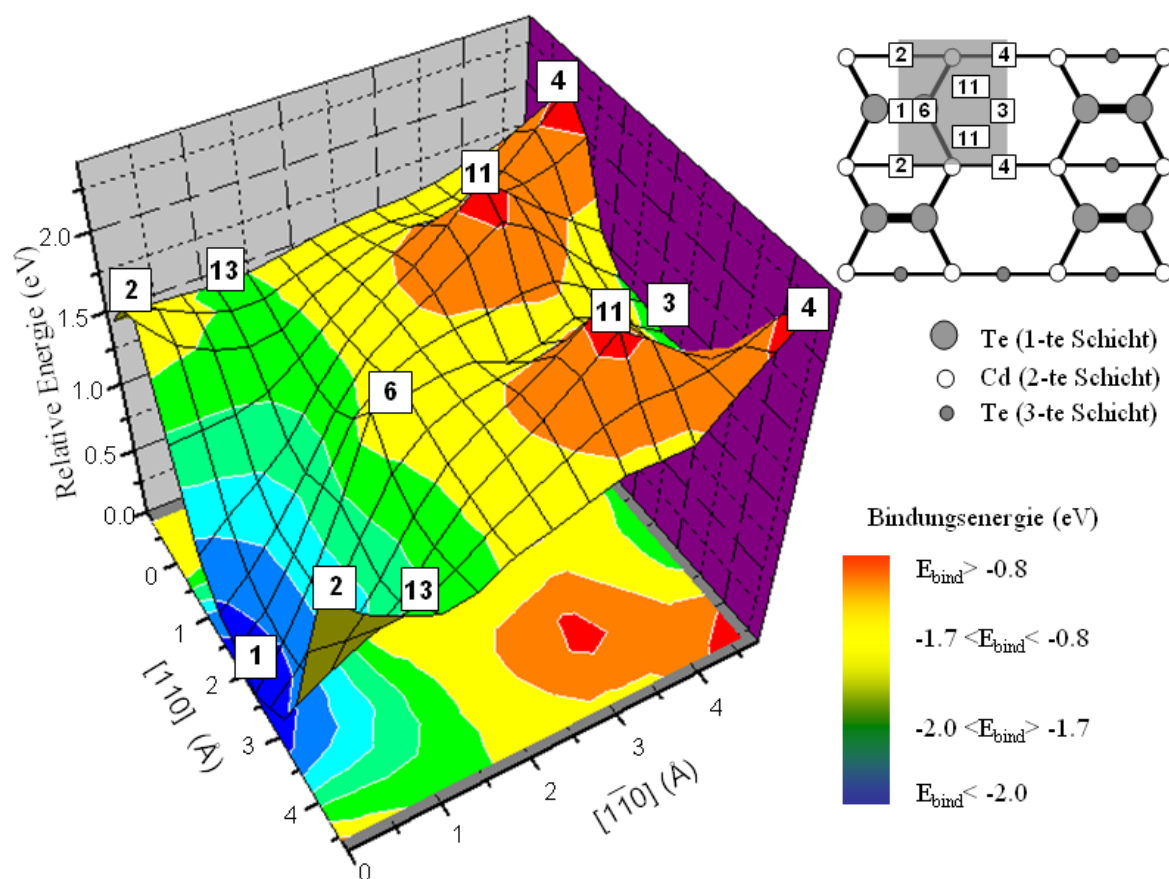 4
11
2
13
11
3
4
6
2
13
1
2.0
1.5
1.0
0.5
0.0
Relative Energie (eV)
0
1
2
3
4
[110] (Å)
0
1
2
3
4
[11̅0] (Å)
2 4
11
1 6 3
11
2 4
Te (1-te Schicht)
Cd (2-te Schicht)
Te (3-te Schicht)
Bindungsenergie (eV)
E_bind> -0.8
-1.7 <E_bind< -0.8
-2.0 <E_bind> -1.7
E_bind< -2.0